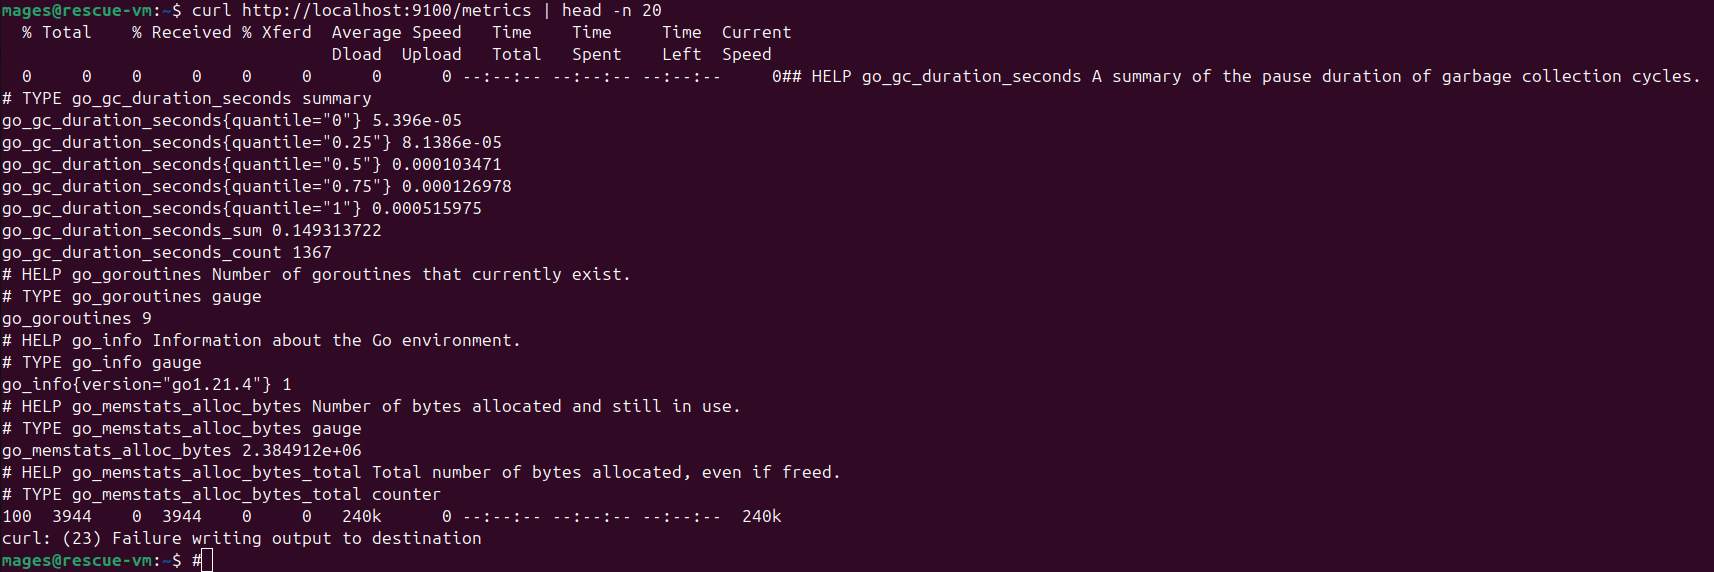 mages@rescue-vm:~$ curl http://localhost:9100/metrics | head -n 20
  % Total    % Received % Xferd  Average Speed   Time    Time     Time  Current
                                 Dload  Upload   Total   Spent    Left  Speed
  0     0    0     0    0     0      0      0 --:--:-- --:--:-- --:--:--     0## HELP go_gc_duration_seconds A summary of the pause duration of garbage collection cycles.
# TYPE go_gc_duration_seconds summary
go_gc_duration_seconds{quantile="0"} 5.396e-05
go_gc_duration_seconds{quantile="0.25"} 8.1386e-05
go_gc_duration_seconds{quantile="0.5"} 0.000103471
go_gc_duration_seconds{quantile="0.75"} 0.000126978
go_gc_duration_seconds{quantile="1"} 0.000515975
go_gc_duration_seconds_sum 0.149313722
go_gc_duration_seconds_count 1367
# HELP go_goroutines Number of goroutines that currently exist.
# TYPE go_goroutines gauge
go_goroutines 9
# HELP go_info Information about the Go environment.
# TYPE go_info gauge
go_info{version="go1.21.4"} 1
# HELP go_memstats_alloc_bytes Number of bytes allocated and still in use.
# TYPE go_memstats_alloc_bytes gauge
go_memstats_alloc_bytes 2.384912e+06
# HELP go_memstats_alloc_bytes_total Total number of bytes allocated, even if freed.
# TYPE go_memstats_alloc_bytes_total counter
100  3944    0  3944    0     0   240k      0 --:--:-- --:--:-- --:--:--  240k
curl: (23) Failure writing output to destination
mages@rescue-vm:~$ #